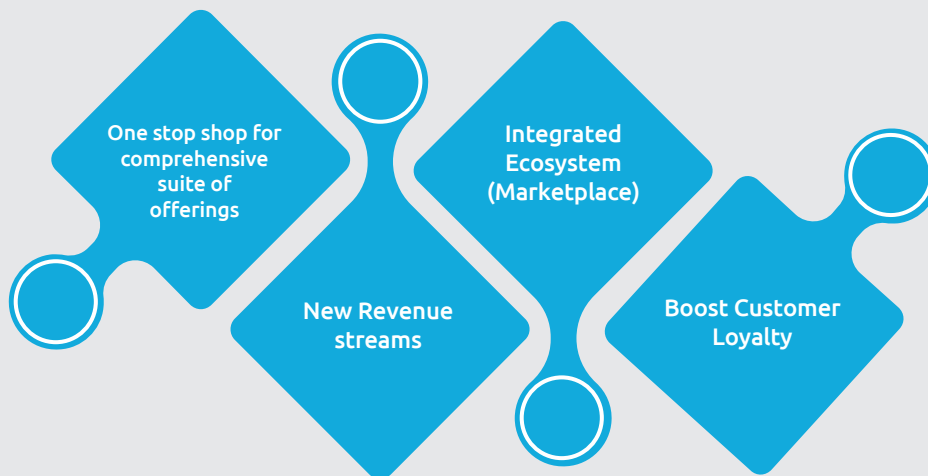 One stop shop for
comprehensive
suite of
offerings
New Revenue
streams
Integrated
Ecosystem
(Marketplace)
Boost Customer
Loyalty